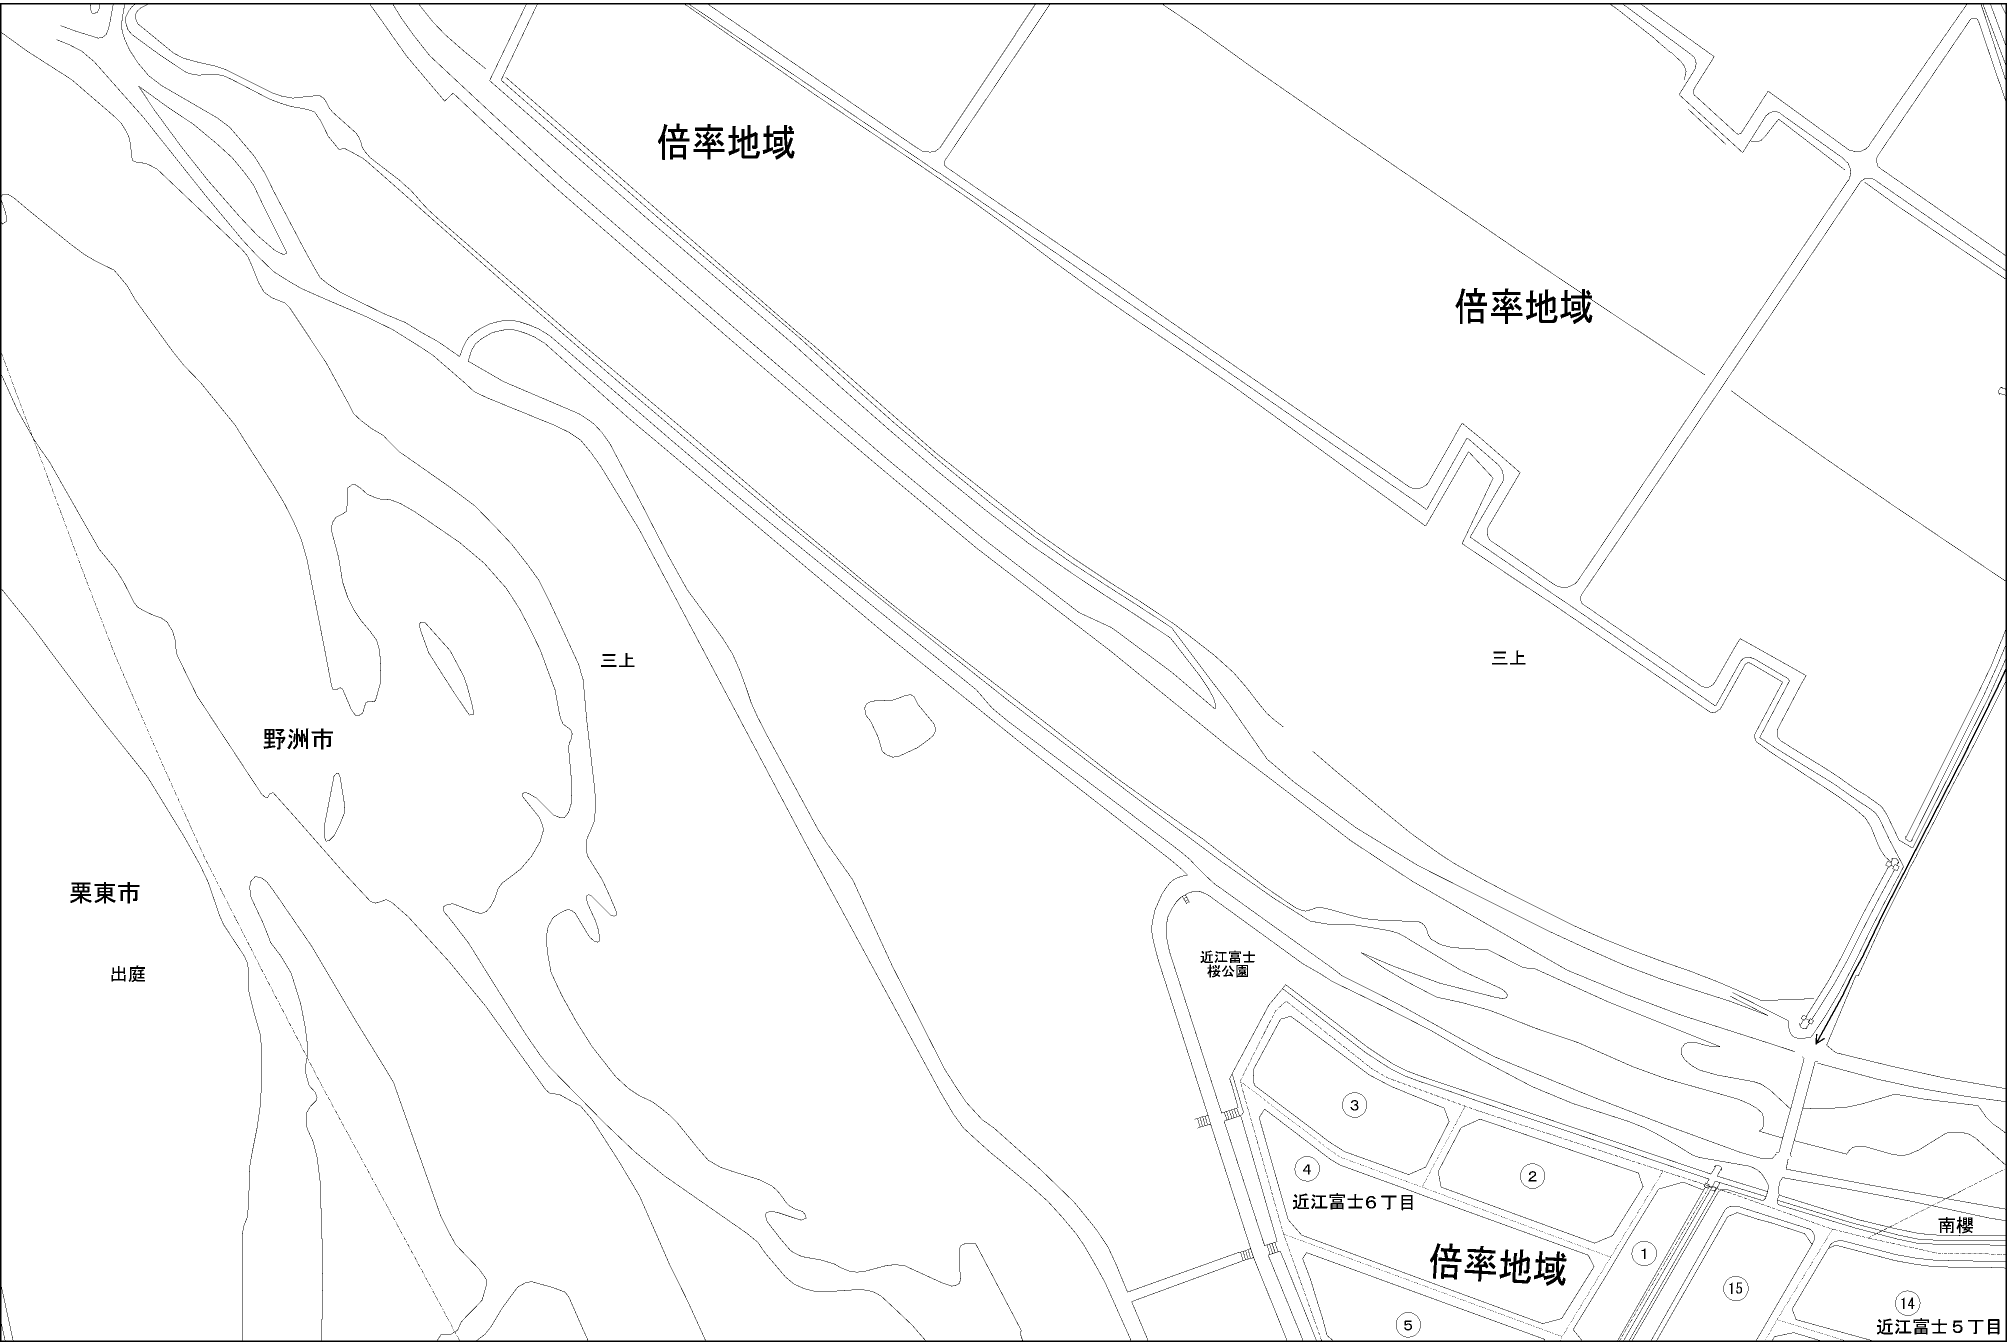 倍率地域
倍率地域
三上
三上
野洲市
栗東市
出庭
近江富士
桜公園
3
4
2
近江富士6丁目
南櫻
倍率地域
1
15
14
5
近江富士5丁目